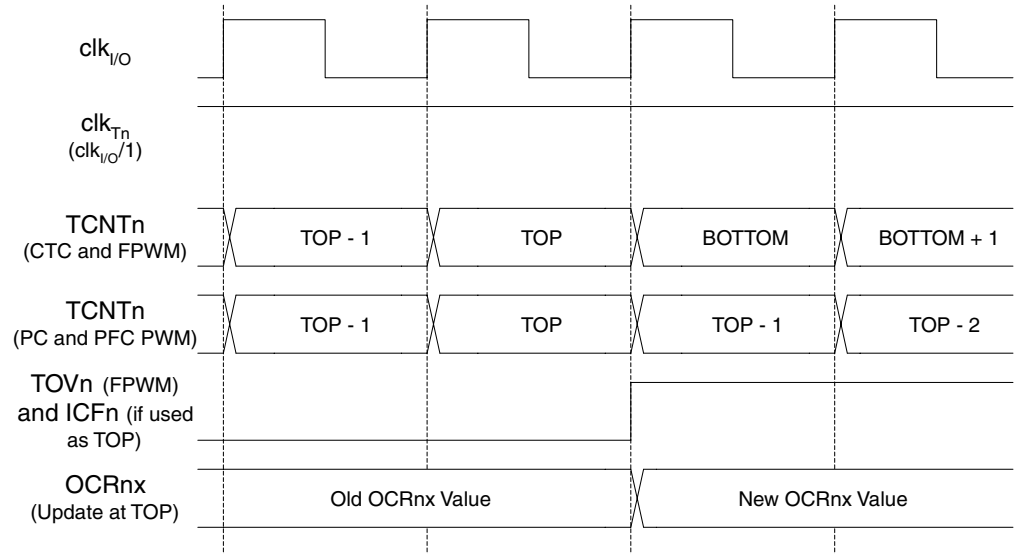 clkI/O
clkTn
(clkI/O/1)
TCNTn
(CTC and FPWM)
TOP - 1
TOP
BOTTOM
BOTTOM + 1
TCNTn
(PC and PFC PWM)
TOP - 1
TOP
TOP - 1
TOP - 2
TOVn (FPWM)
and ICFn (if used
as TOP)
OCRnx
(Update at TOP)
Old OCRnx Value
New OCRnx Value